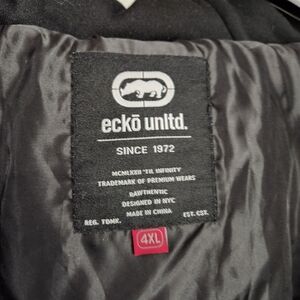 eckō unltd.
SINCE 1972
MCMLXXII 'TIL INFINITY
TRADEMARK OF PREMIUM WEARS
RAWTHENTIC
DESIGNED IN NYC
REG. TDMK. MADE IN CHINA EST. CST.
4XL